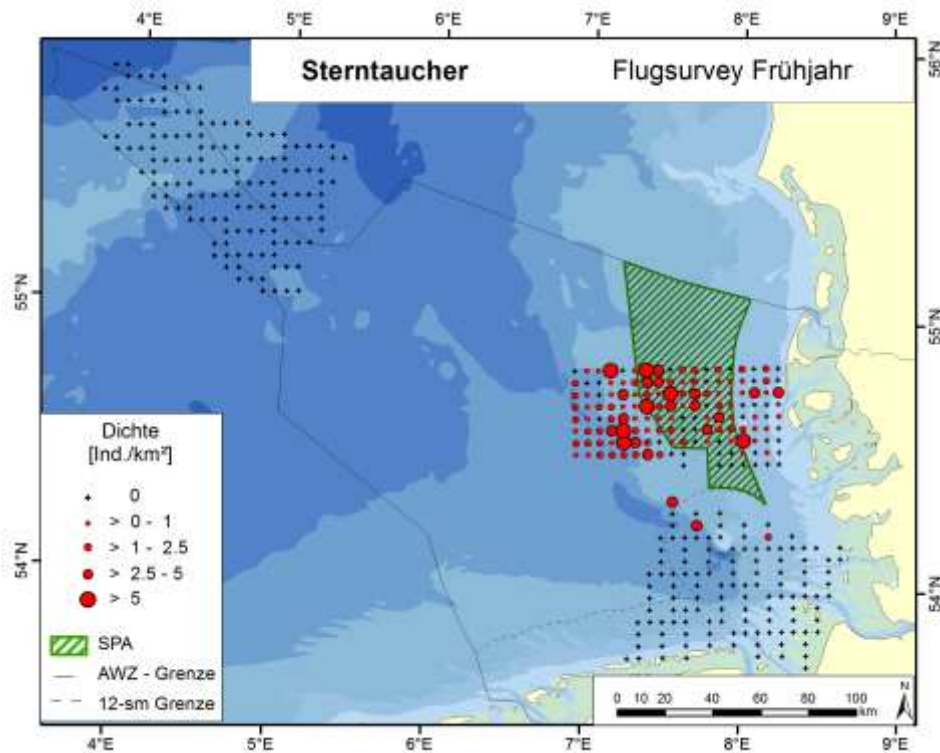 4°E 5°E 7°E 8°E 9°E
Sterntaucher Flugsurvey Frühjahr
56°N
55°N
55°N
54°N
54°N
Dichte
[Ind./km²]
0
> 0 - 1
> 1 - 2.5
> 2.5 - 5
> 5
SPA
AWZ - Grenze
12-sm Grenze
N
0 10 20 40 60 80 100
km
4°E 5°E 6°E 7°E 8°E 9°E